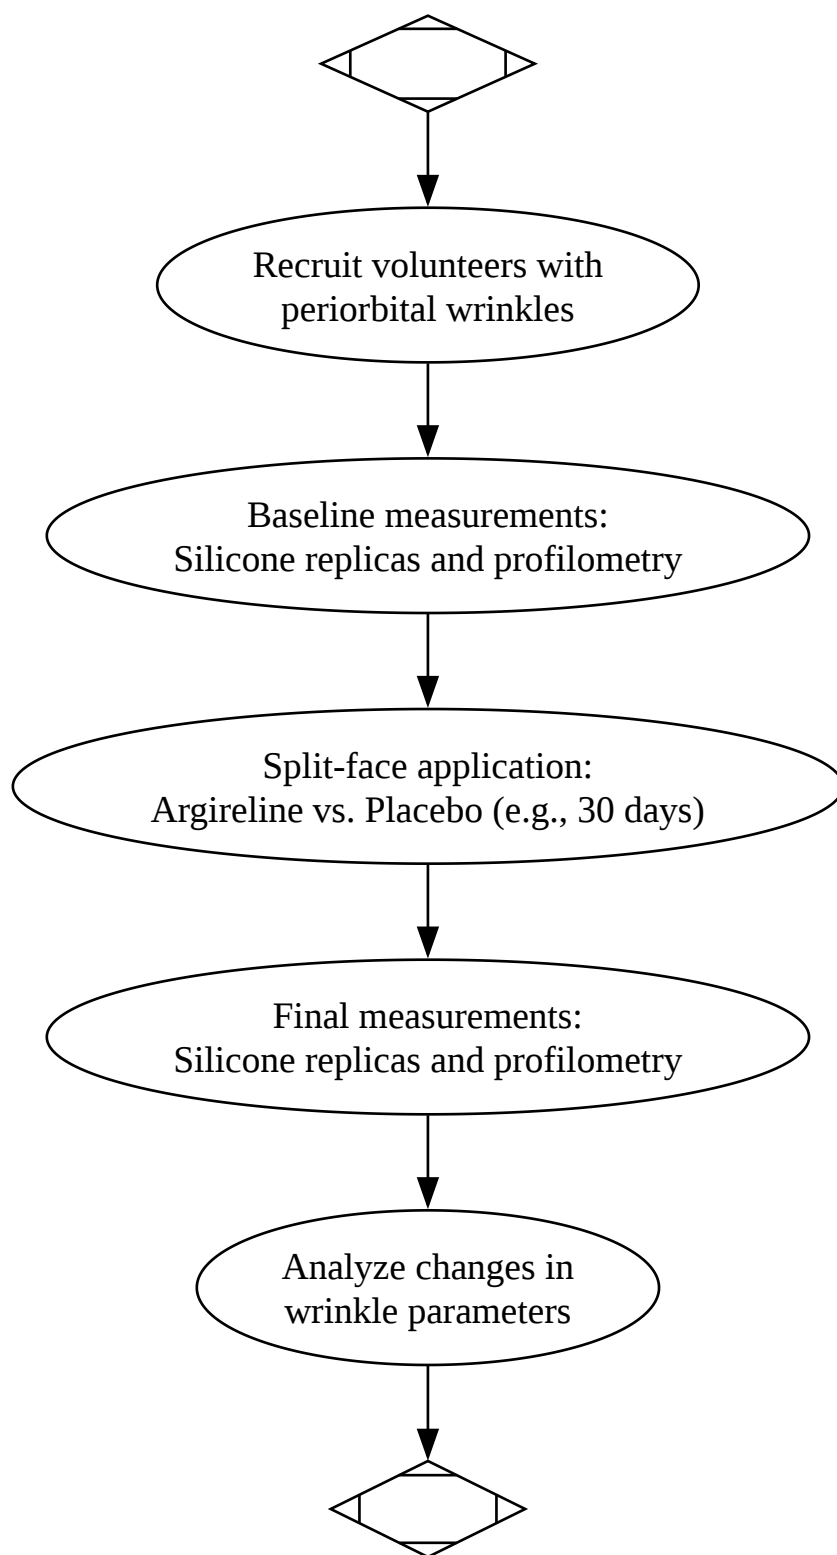 Recruit volunteers with
periorbital wrinkles
Baseline measurements:
Silicone replicas and profilometry
Split-face application:
Argireline vs. Placebo (e.g., 30 days)
Final measurements:
Silicone replicas and profilometry
Analyze changes in
wrinkle parameters